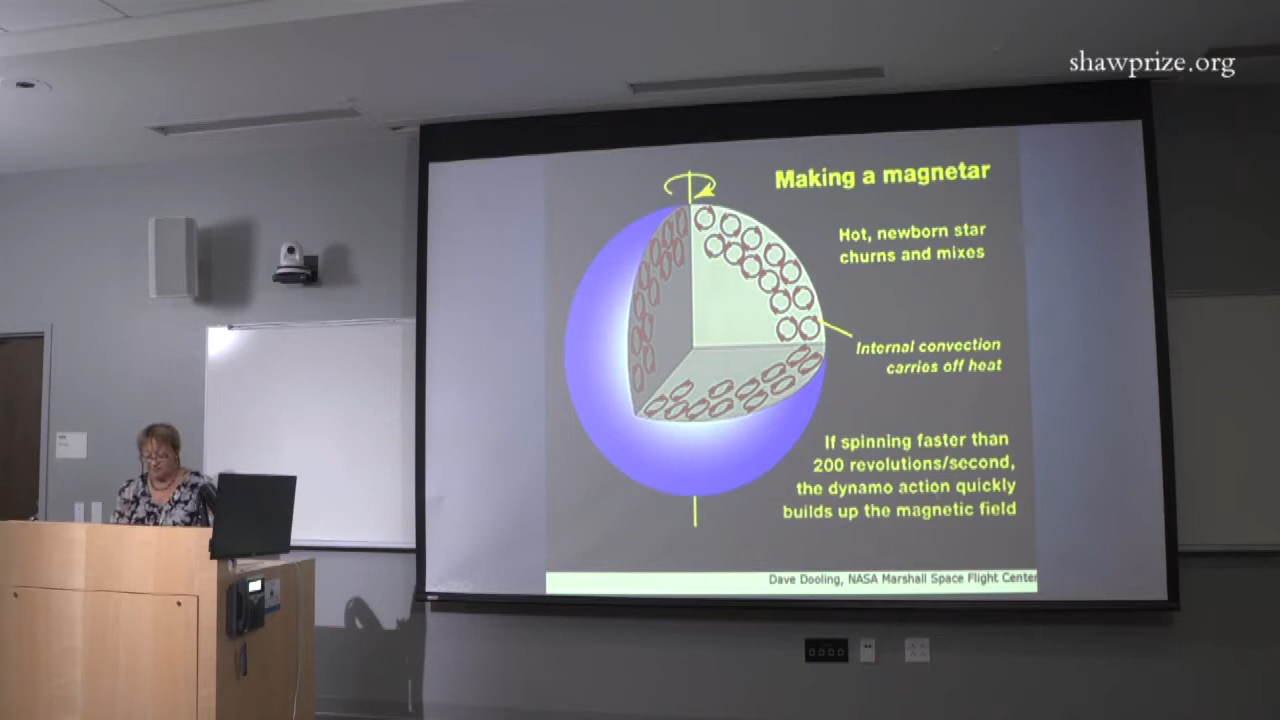 shawprize.org
Making a magnetar
Hot, newborn star
churns and mixes
Internal convection
carries off heat
If spinning faster than
200 revolutions/second,
the dynamo action quickly
builds up the magnetic field
Dave Dooling, NASA Marshall Space Flight Center